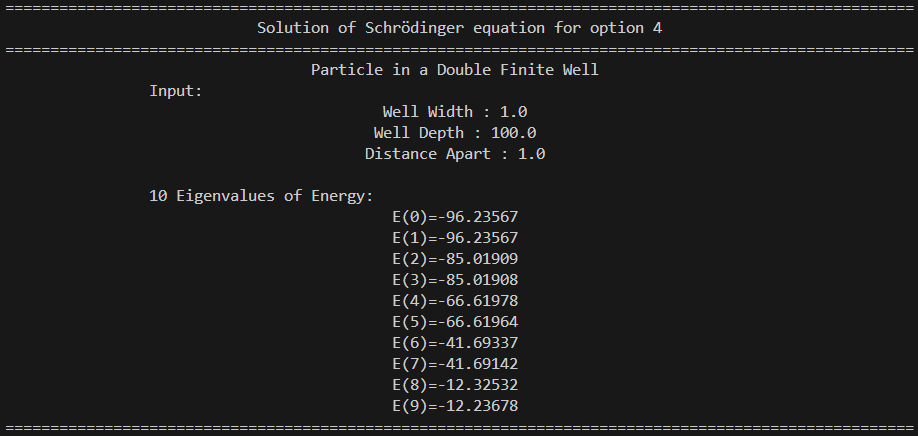 Solution of Schrödinger equation for option 4
Particle in a Double Finite Well
Input:
Well Width : 1.0
Well Depth : 100.0
Distance Apart : 1.0
10 Eigenvalues of Energy:
E(0)=-96.23567
E(1)=-96.23567
E(2)=-85.01909
E(3)=-85.01908
E(4)=-66.61978
E(5)=-66.61964
E(6)=-41.69337
E(7)=-41.69142
E(8)=-12.32532
E(9)=-12.23678